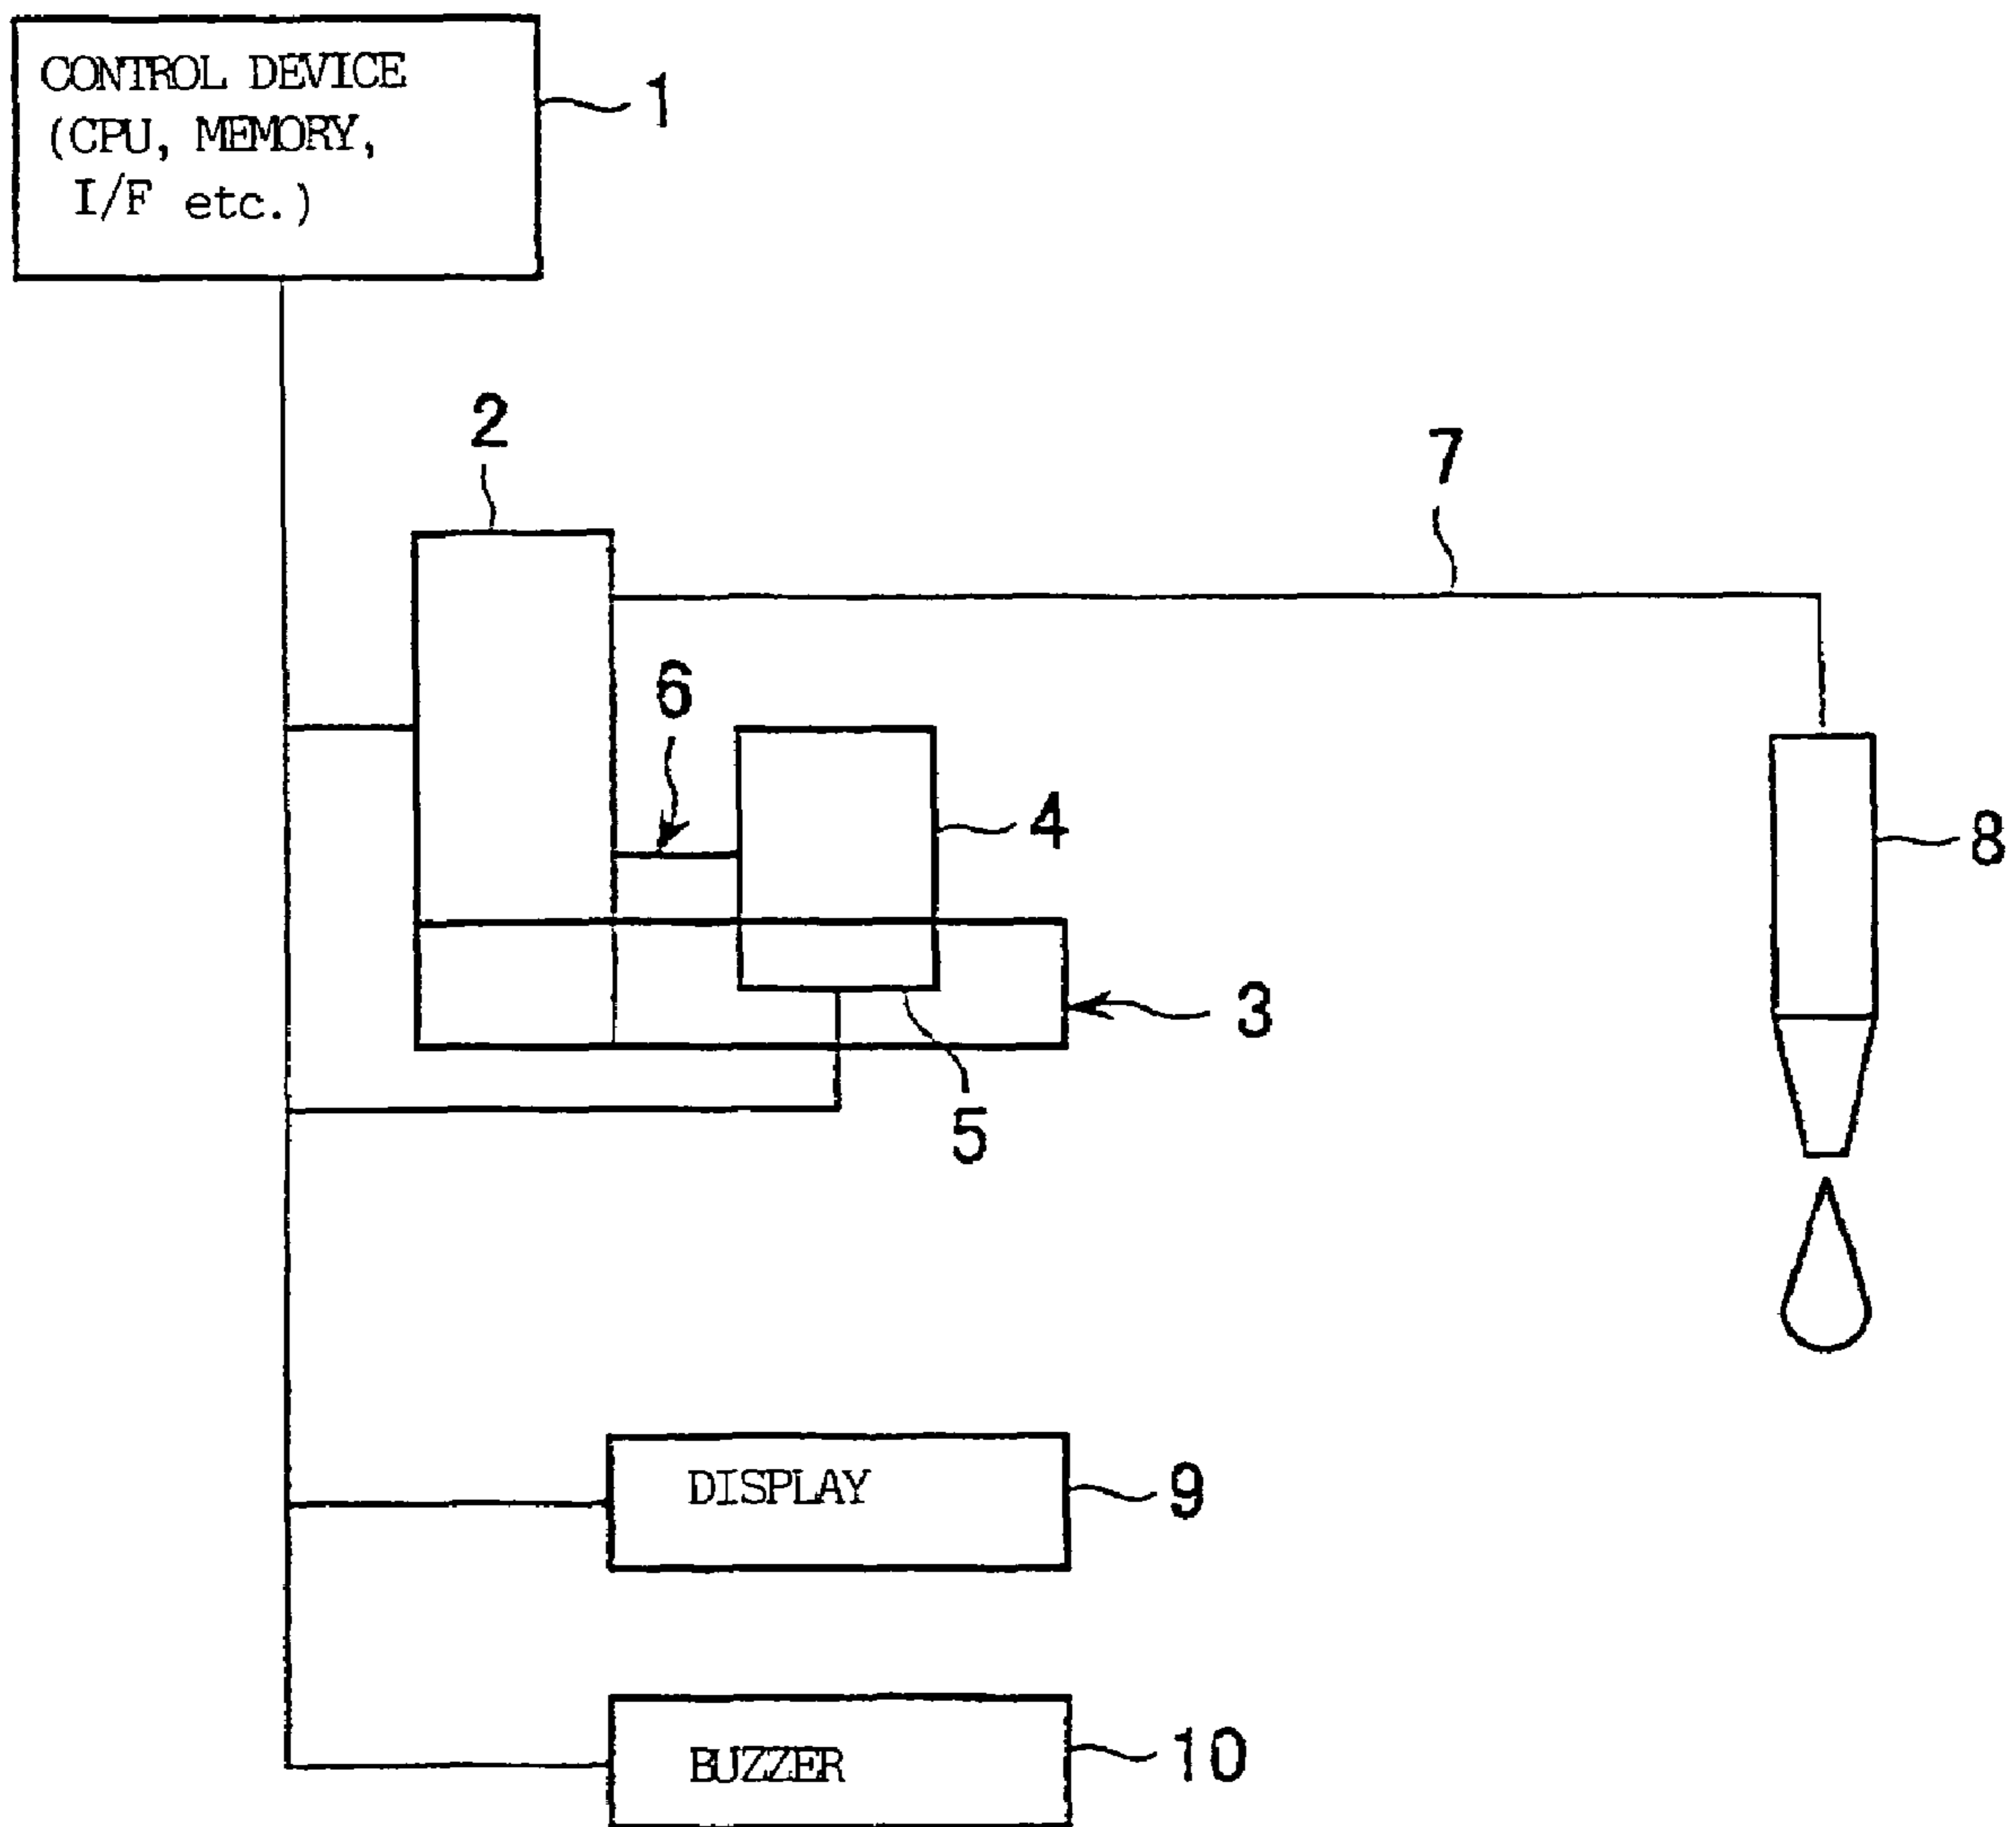 CONTROL DEVICE
(CPU, MEMORY,
I/F etc.)
1
2
7
6
4
8
3
5
DISPLAY
9
BUZZER
10